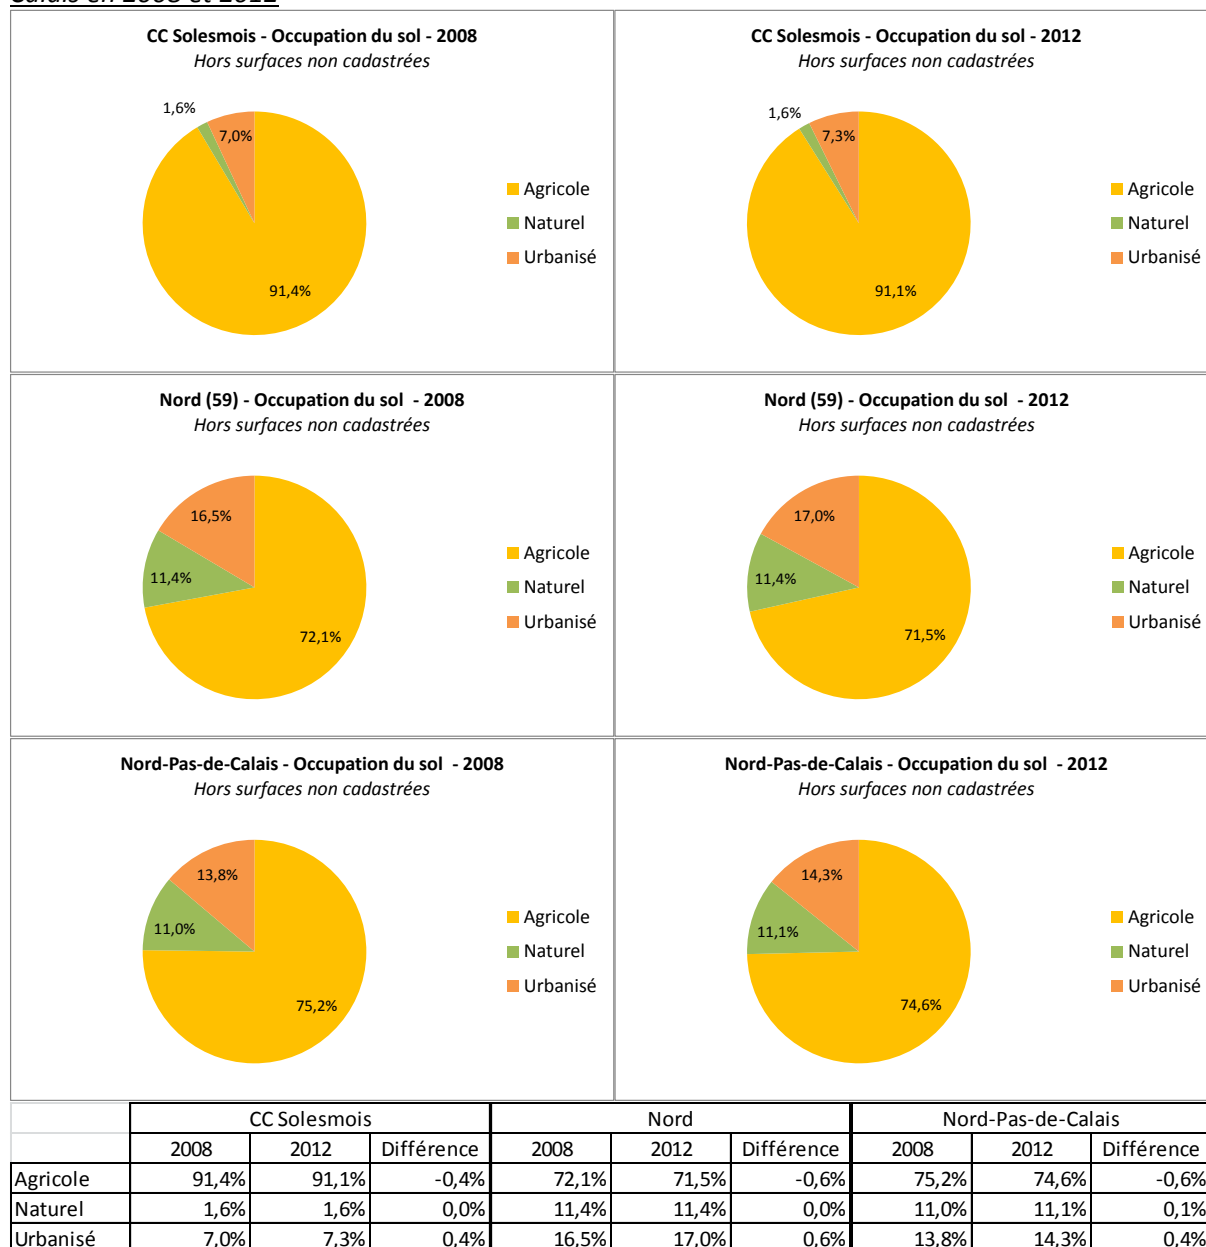 Calais en 2008 et 2012
CC Solesmois - Occupation du sol - 2008
Hors surfaces non cadastrées
1,6%
7,0%
91,4%
Agricole
Naturel
Urbanisé
CC Solesmois - Occupation du sol - 2012
Hors surfaces non cadastrées
1,6%
7,3%
91,1%
Agricole
Naturel
Urbanisé
Nord (59) - Occupation du sol - 2008
Hors surfaces non cadastrées
16,5%
11,4%
72,1%
Agricole
Naturel
Urbanisé
Nord (59) - Occupation du sol - 2012
Hors surfaces non cadastrées
17,0%
11,4%
71,5%
Agricole
Naturel
Urbanisé
Nord-Pas-de-Calais - Occupation du sol - 2008
Hors surfaces non cadastrées
13,8%
11,0%
75,2%
Agricole
Naturel
Urbanisé
Nord-Pas-de-Calais - Occupation du sol - 2012
Hors surfaces non cadastrées
14,3%
11,1%
74,6%
Agricole
Naturel
Urbanisé
CC Solesmois Nord Nord-Pas-de-Calais
2008 2012 Différence 2008 2012 Différence 2008 2012 Différence
Agricole 91,4% 91,1% -0,4% 72,1% 71,5% -0,6% 75,2% 74,6% -0,6%
Naturel 1,6% 1,6% 0,0% 11,4% 11,4% 0,0% 11,0% 11,1% 0,1%
Urbanisé 7,0% 7,3% 0,4% 16,5% 17,0% 0,6% 13,8% 14,3% 0,4%